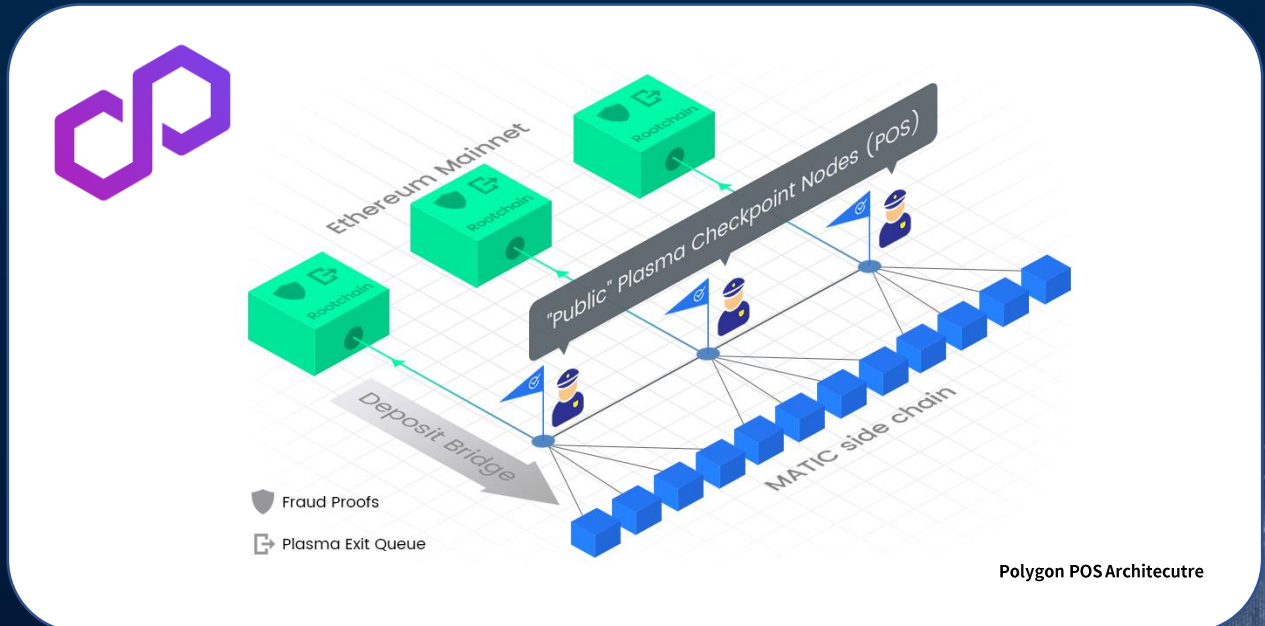 Ethereum Mainnet
Rootchain
Rootchain
Rootchain
"Public" Plasma Checkpoint Nodes (POS)
Deposit Bridge
MATIC side chain
Fraud Proofs
Plasma Exit Queue
Polygon POS Architecutre